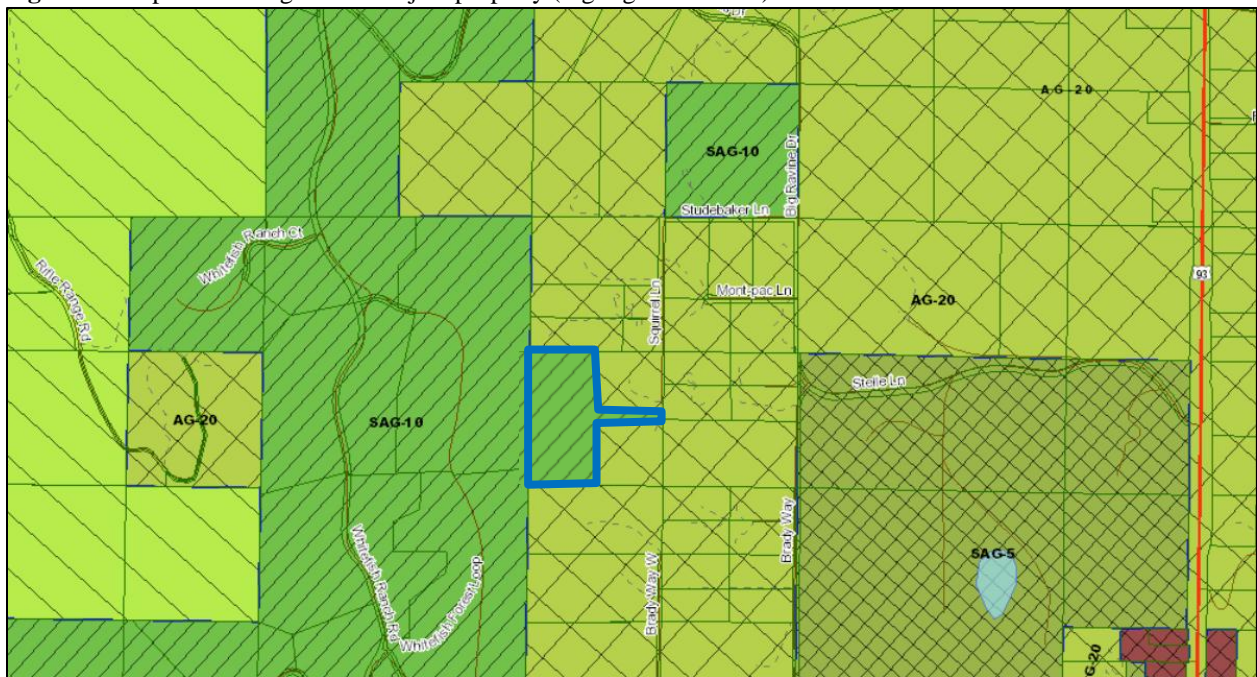 AG-20
SAG-10
Big Ravine Dr
Studebaker Ln
Whitefish Ranch Ct
Rifle Range Rd
93
Mont-pac Ln
Squirrel Ln
AG-20
Stelle Ln
AG-20
SAG-10
Brady Way
SAG-5
Whitefish Ranch Rd
Whitefish Forest Loop
Brady Way W
AG-20